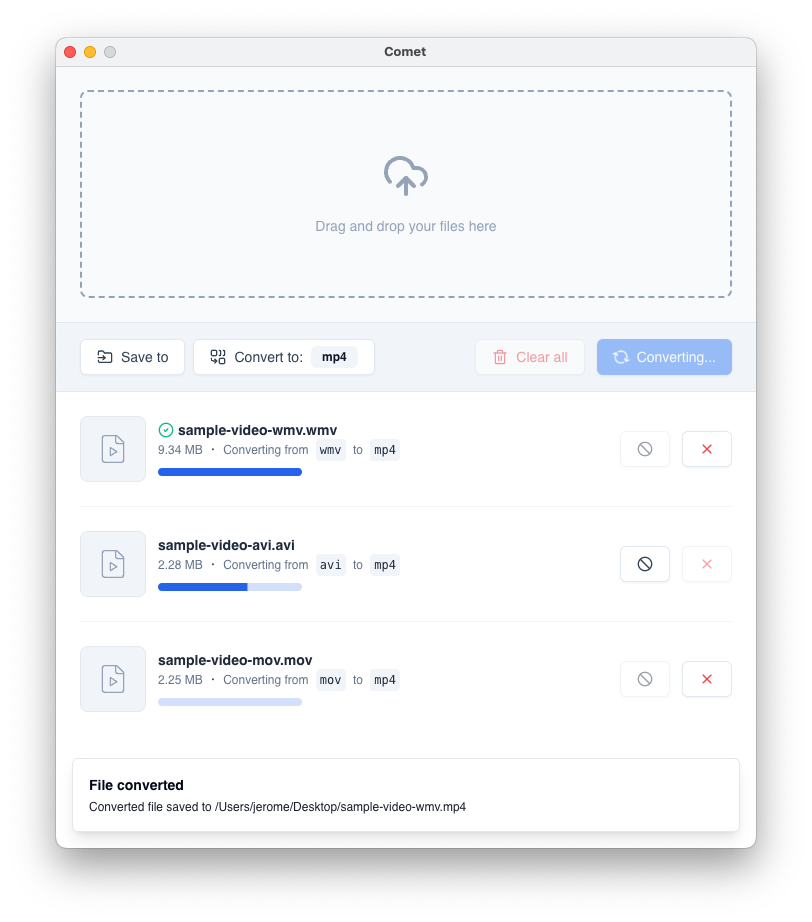 Comet
Drag and drop your files here
Save to
Convert to: mp4
Clear all
Converting...
sample-video-wmv.wmv
9.34 MB · Converting from wmv to mp4
sample-video-avi.avi
2.28 MB · Converting from avi to mp4
sample-video-mov.mov
2.25 MB · Converting from mov to mp4
File converted
Converted file saved to /Users/jerome/Desktop/sample-video-wmv.mp4